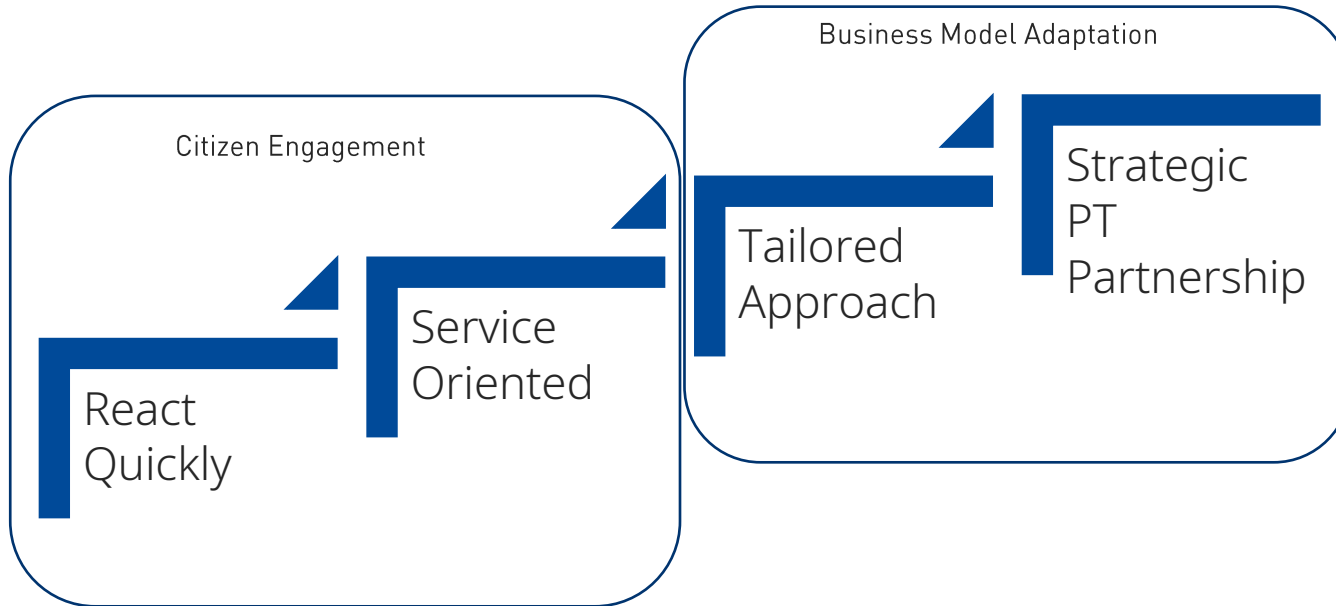 Business Model Adaptation
Citizen Engagement
React
Quickly
Service
Oriented
Tailored
Approach
Strategic
PT
Partnership